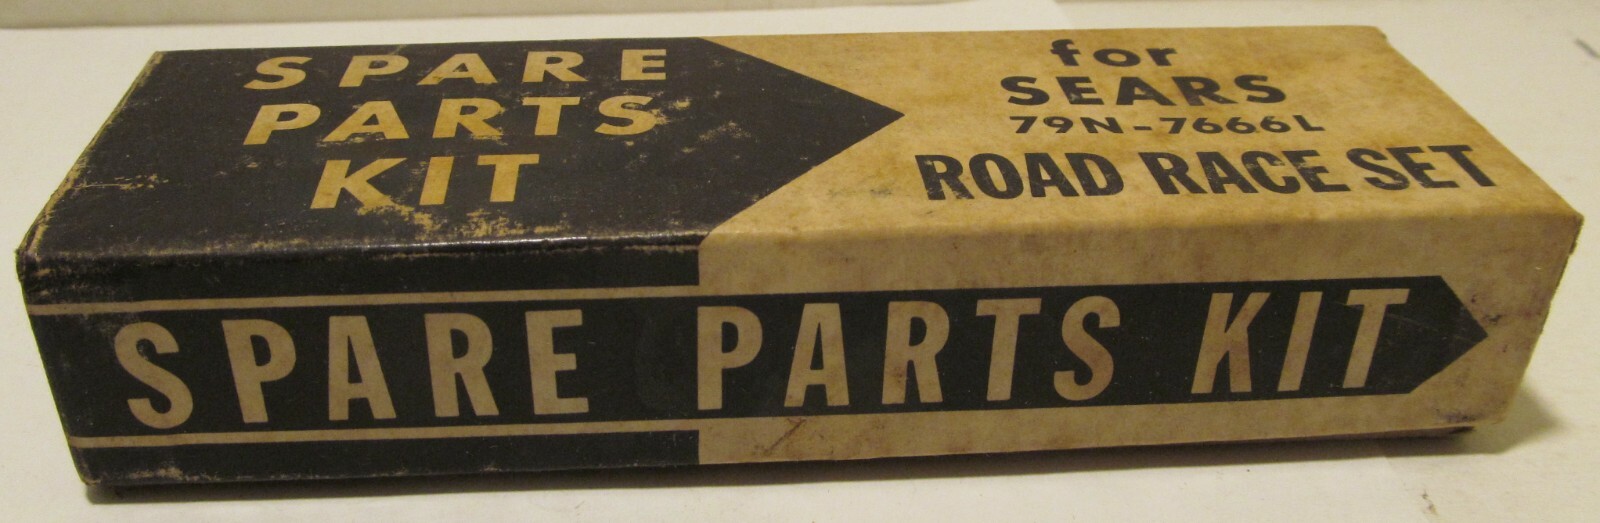 SPARE
PARTS
KIT
for
SEARS
79N-7666L
ROAD RACE SET
SPARE PARTS KIT